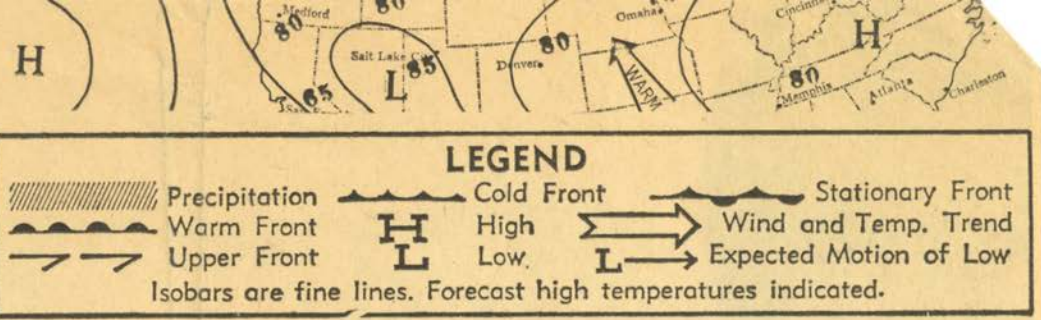 Medford
80
80
Omaha
Cincinnati
H
H
Salt Lake City
85
80
Denver
L
WARM
80
65
Memphis
Atlanta
Charleston
LEGEND
Precipitation Cold Front Stationary Front
Warm Front H High Wind and Temp. Trend
Upper Front L Low. L Expected Motion of Low
Isobars are fine lines. Forecast high temperatures indicated.